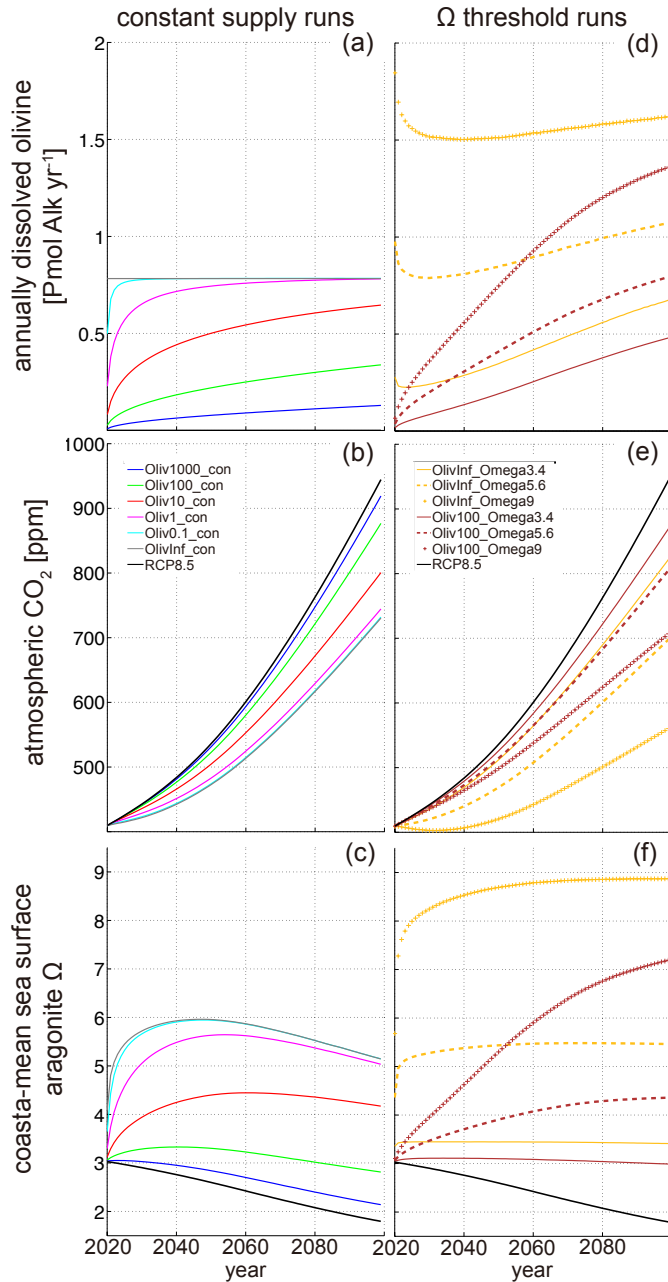 constant supply runs
Ω threshold runs
(a)
(d)
2
1.5
1
0.5
annually dissolved olivine
[Pmol Alk yr⁻¹]
(b)
(e)
1000
900
800
700
600
500
atmospheric CO₂ [ppm]
Oliv1000_con
Oliv100_con
Oliv10_con
Oliv1_con
Oliv0.1_con
OlivInf_con
RCP8.5
OlivInf_Omega3.4
OlivInf_Omega5.6
OlivInf_Omega9
Oliv100_Omega3.4
Oliv100_Omega5.6
Oliv100_Omega9
RCP8.5
(c)
(f)
9
8
7
6
5
4
3
2
coasta-mean sea surface
aragonite Ω
2020 2040 2060 2080 2020 2040 2060 2080
year
year